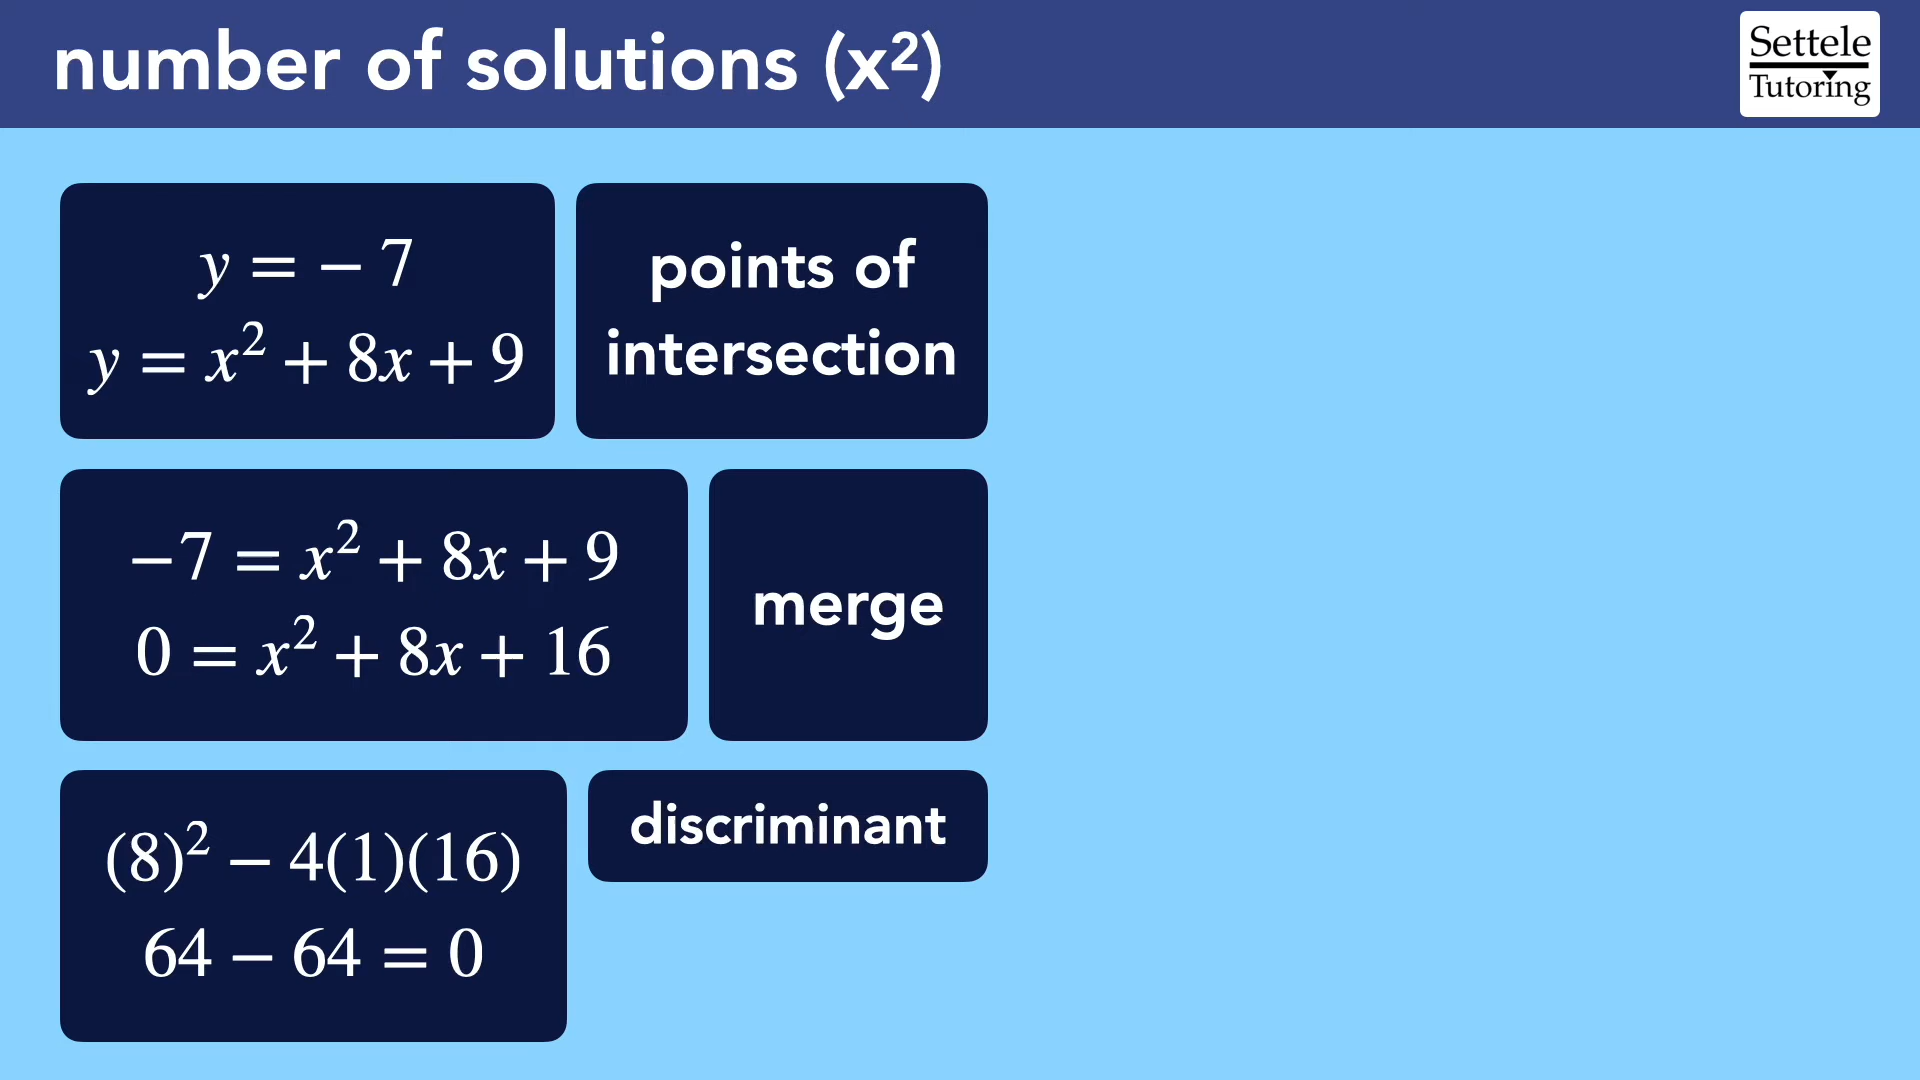 number of solutions (x²)
Settele
Tutoring
y = − 7
y = x² + 8x + 9
points of
intersection
−7 = x² + 8x + 9
0 = x² + 8x + 16
merge
(8)² − 4(1)(16)
64 − 64 = 0
discriminant